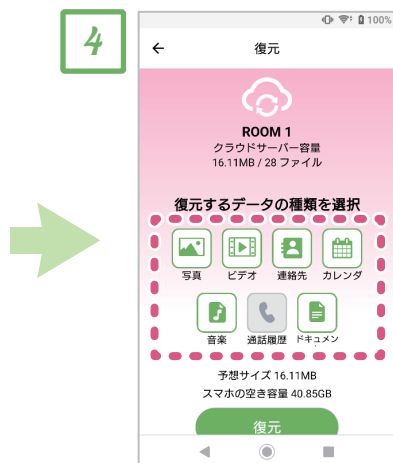 4
100%
復元
ROOM 1
クラウドサーバー容量
16.11MB / 28 ファイル
復元するデータの種類を選択
写真 ビデオ 連絡先 カレンダ
音楽 通話履歴 ドキュメン
予想サイズ 16.11MB
スマホの空き容量 40.85GB
復元